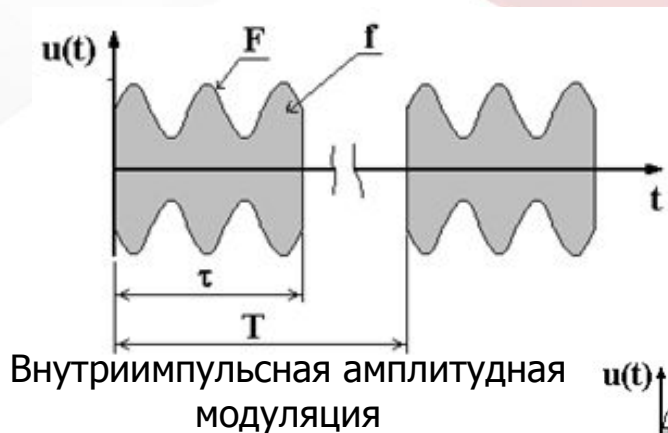 u(t)
F
f
t
τ
T
Внутриимпульсная амплитудная
модуляция
u(t)